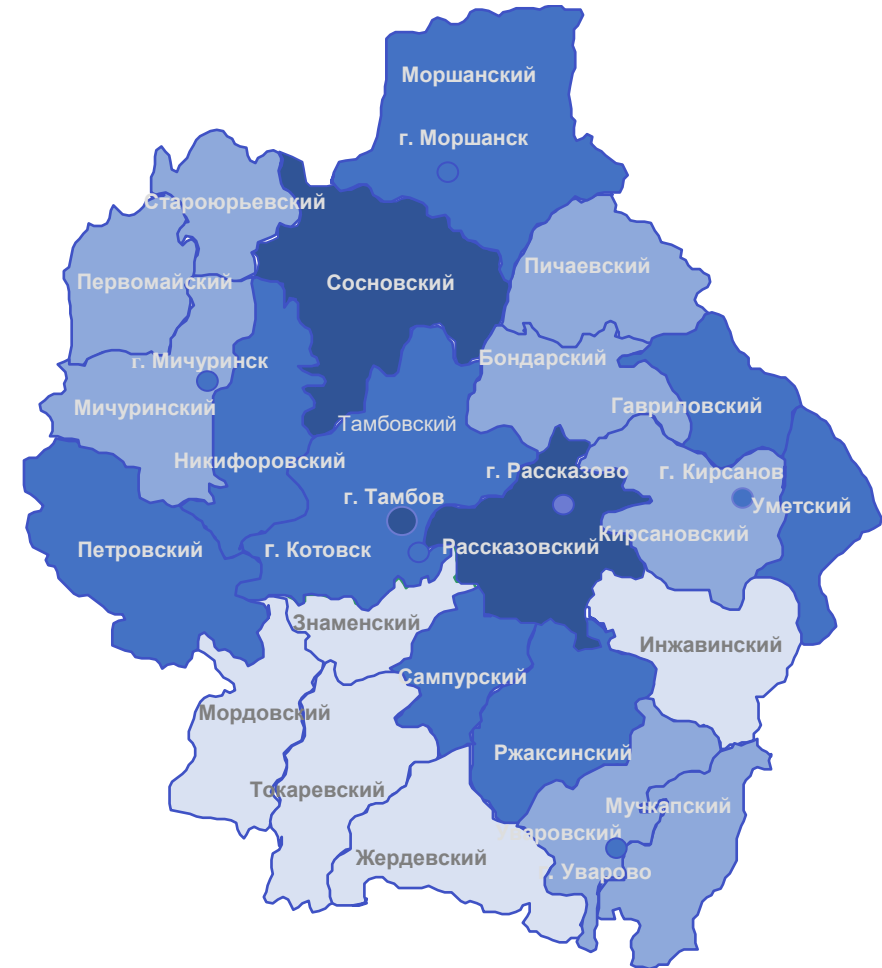 Моршанский
г. Моршанск
Староюрьевский
Пичаевский
Первомайский
Сосновский
Бондарский
г. Мичуринск
Мичуринский
Гавриловский
Тамбовский
Никифоровский
г. Рассказово
г. Кирсанов
г. Тамбов
Уметский
Кирсановский
Петровский
г. Котовск
Рассказовский
Знаменский
Инжавинский
Сампурский
Мордовский
Ржаксинский
Токаревский
Мучкапский
Уваровский
Жердевский
г. Уварово